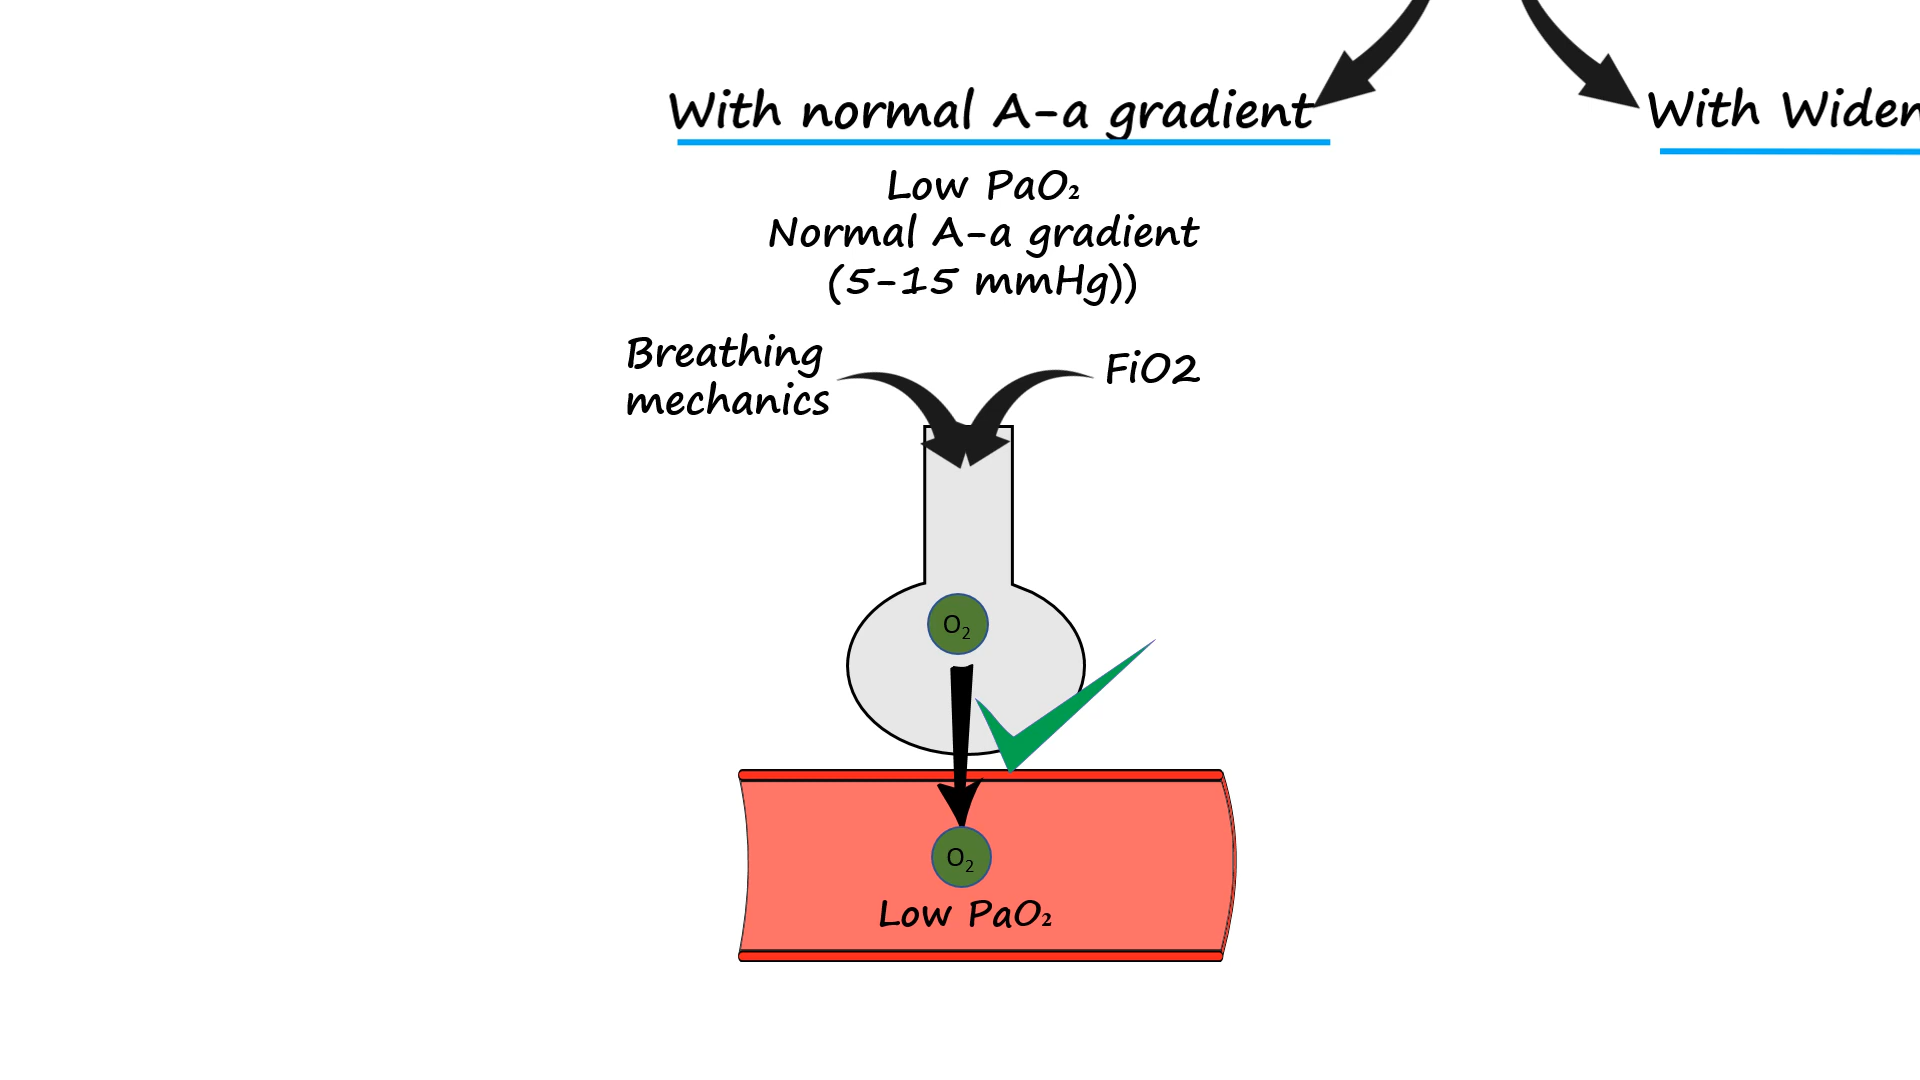 With normal A-a gradient
With Widen
Low PaO₂
Normal A-a gradient
(5-15 mmHg))
Breathing
mechanics
FiO2
O₂
O₂
Low PaO₂